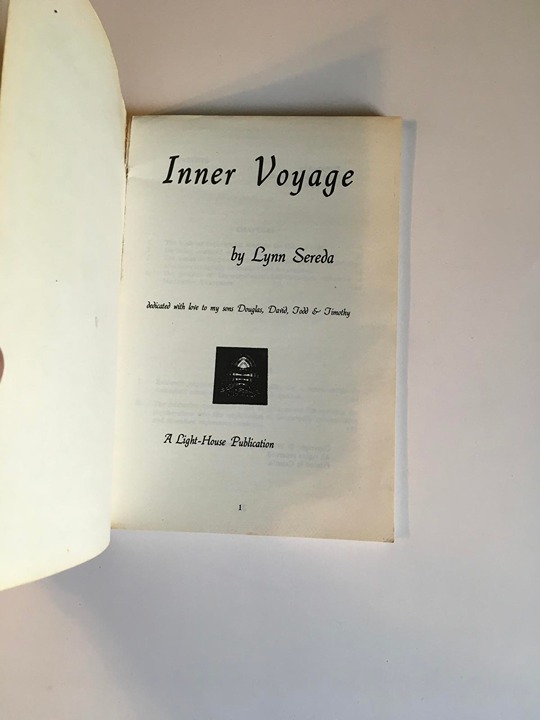 Inner Voyage
by Lynn Sereda
dedicated with love to my sons Douglas, David, Todd & Timothy
A Light-House Publication
1